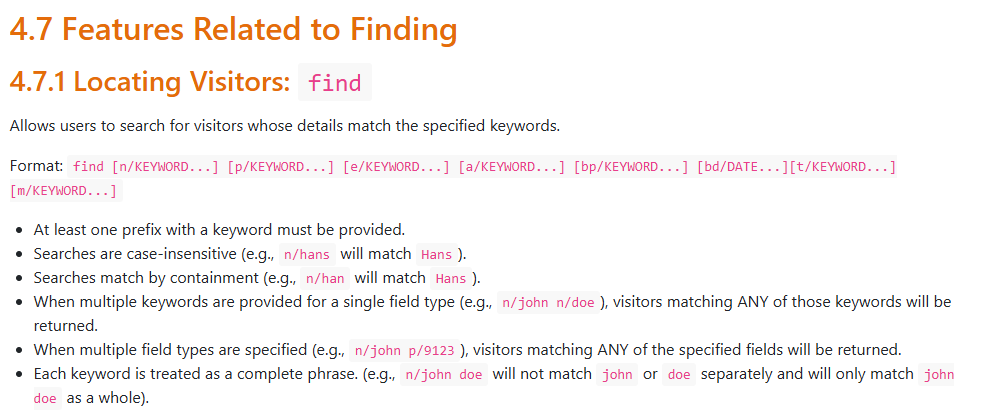 4.7 Features Related to Finding
4.7.1 Locating Visitors: find
Allows users to search for visitors whose details match the specified keywords.
Format: find [n/KEYWORD...] [p/KEYWORD...] [e/KEYWORD...] [a/KEYWORD...] [bp/KEYWORD...] [bd/DATE...][t/KEYWORD...]
[m/KEYWORD...]
• At least one prefix with a keyword must be provided.
• Searches are case-insensitive (e.g., n/hans will match Hans ).
• Searches match by containment (e.g., n/han will match Hans ).
• When multiple keywords are provided for a single field type (e.g., n/john n/doe ), visitors matching ANY of those keywords will be
returned.
• When multiple field types are specified (e.g., n/john p/9123 ), visitors matching ANY of the specified fields will be returned.
• Each keyword is treated as a complete phrase. (e.g., n/john doe will not match john or doe separately and will only match john
doe as a whole).